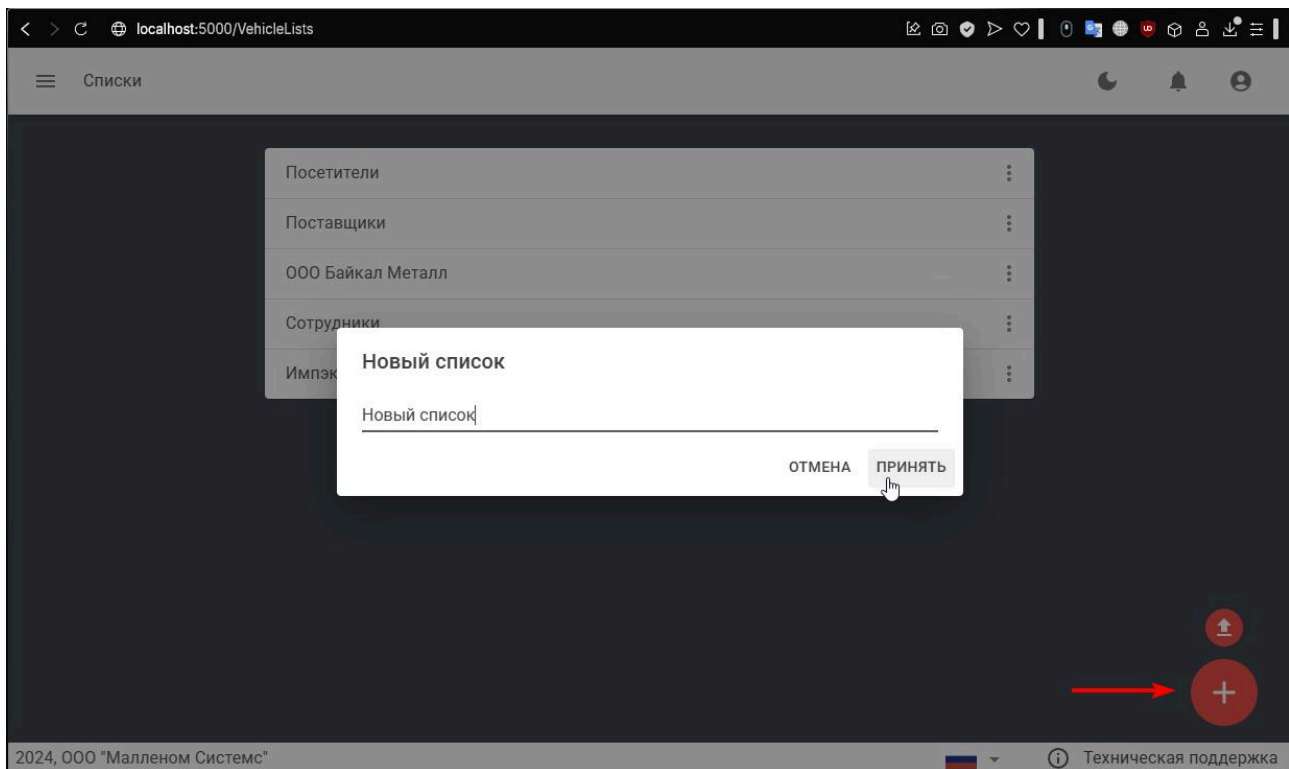 localhost:5000/VehicleLists
Списки
Посетители
Поставщики
ООО Байкал Металл
Сотрудники
Импэк
Новый список
Новый список
ОТМЕНА ПРИНЯТЬ
2024, ООО "Малленом Системс"
Техническая поддержка